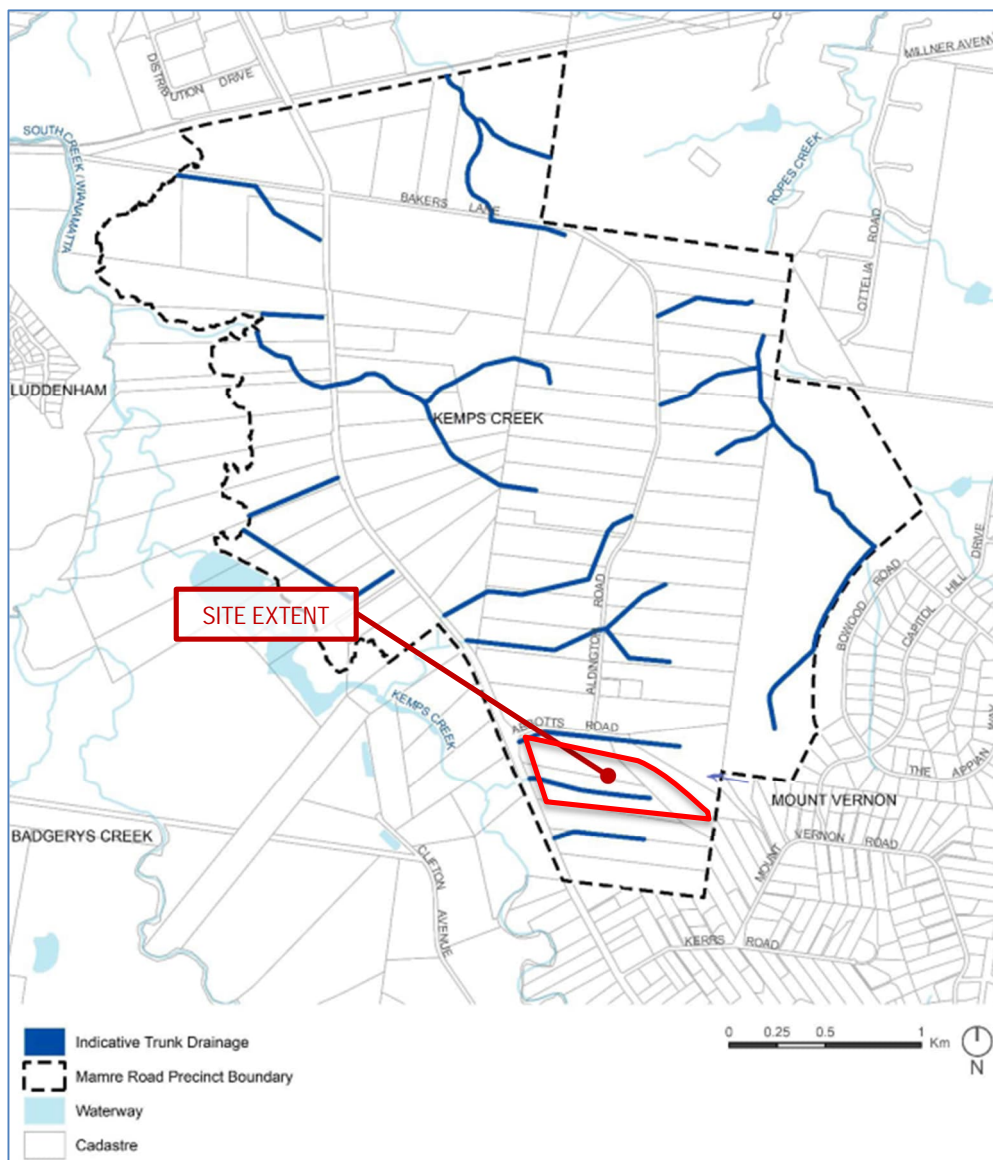 MILLNER AVEN
DISTRIBUTION DRIVE
SOUTH CREEK / WIANAMATTA
ROPES CREEK
BAKERS LANE
OTTELIA ROAD
LUDDENHAM
KEMPS CREEK
DRIVE
SITE EXTENT
ALDINGTON ROAD
BOWOOD ROAD
CAPITOL HILL
KEMPS CREEK
ABBOTTS ROAD
WAY
THE APPIAN
MOUNT VERNON
BADGERYS CREEK
CLIFTON AVENUE
MOUNT VERNON ROAD
KERRS ROAD
Indicative Trunk Drainage
Mamre Road Precinct Boundary
Waterway
Cadastre
0 0.25 0.5 1 Km
N